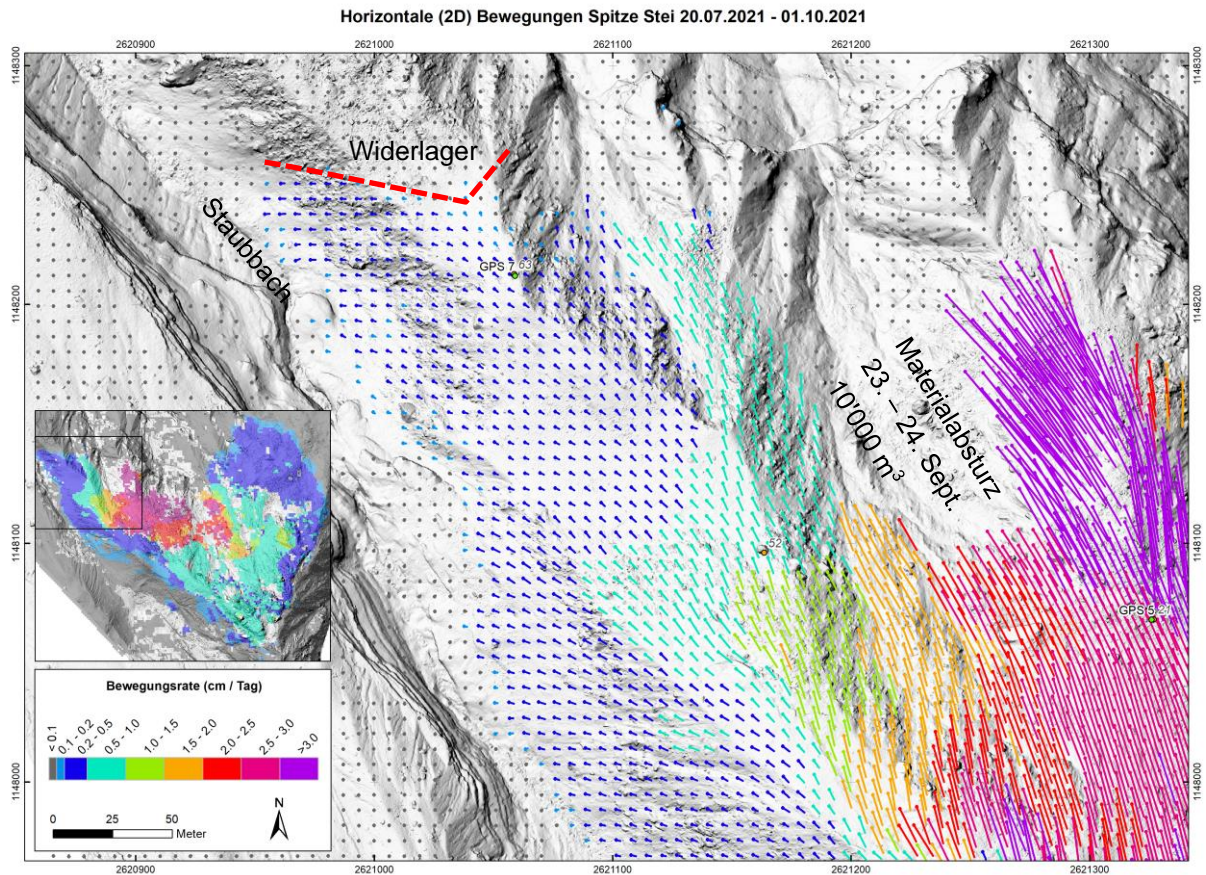 Horizontale (2D) Bewegungen Spitze Stei 20.07.2021 - 01.10.2021
2620900 2621000 2621100 2621200 2621300
1148300 1148300
Widerlager
Staubbach
GPS 7 63
1148200 1148200
Materialabsturz
23. – 24. Sept.
10'000 m³
52
1148100 1148100
GPS 5 21
Bewegungsrate (cm / Tag)
< 0.1 0.1 - 0.2 0.2 - 0.5 0.5 - 1.0 1.0 - 1.5 1.5 - 2.0 2.0 - 2.5 2.5 - 3.0 >3.0
1148000 1148000
N
0 25 50
Meter
2620900 2621000 2621100 2621200 2621300